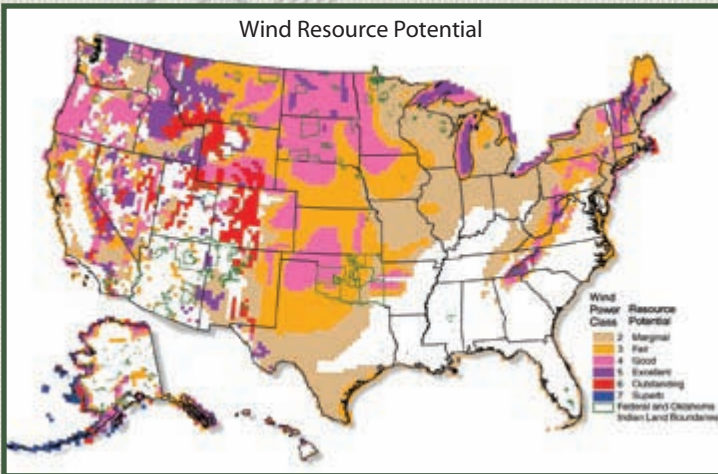 Wind Resource Potential
Wind
Power Resource
Class Potential
2 Marginal
3 Fair
4 Good
5 Excellent
6 Outstanding
7 Superb
Federal and Oklahoma
Indian Land Boundaries